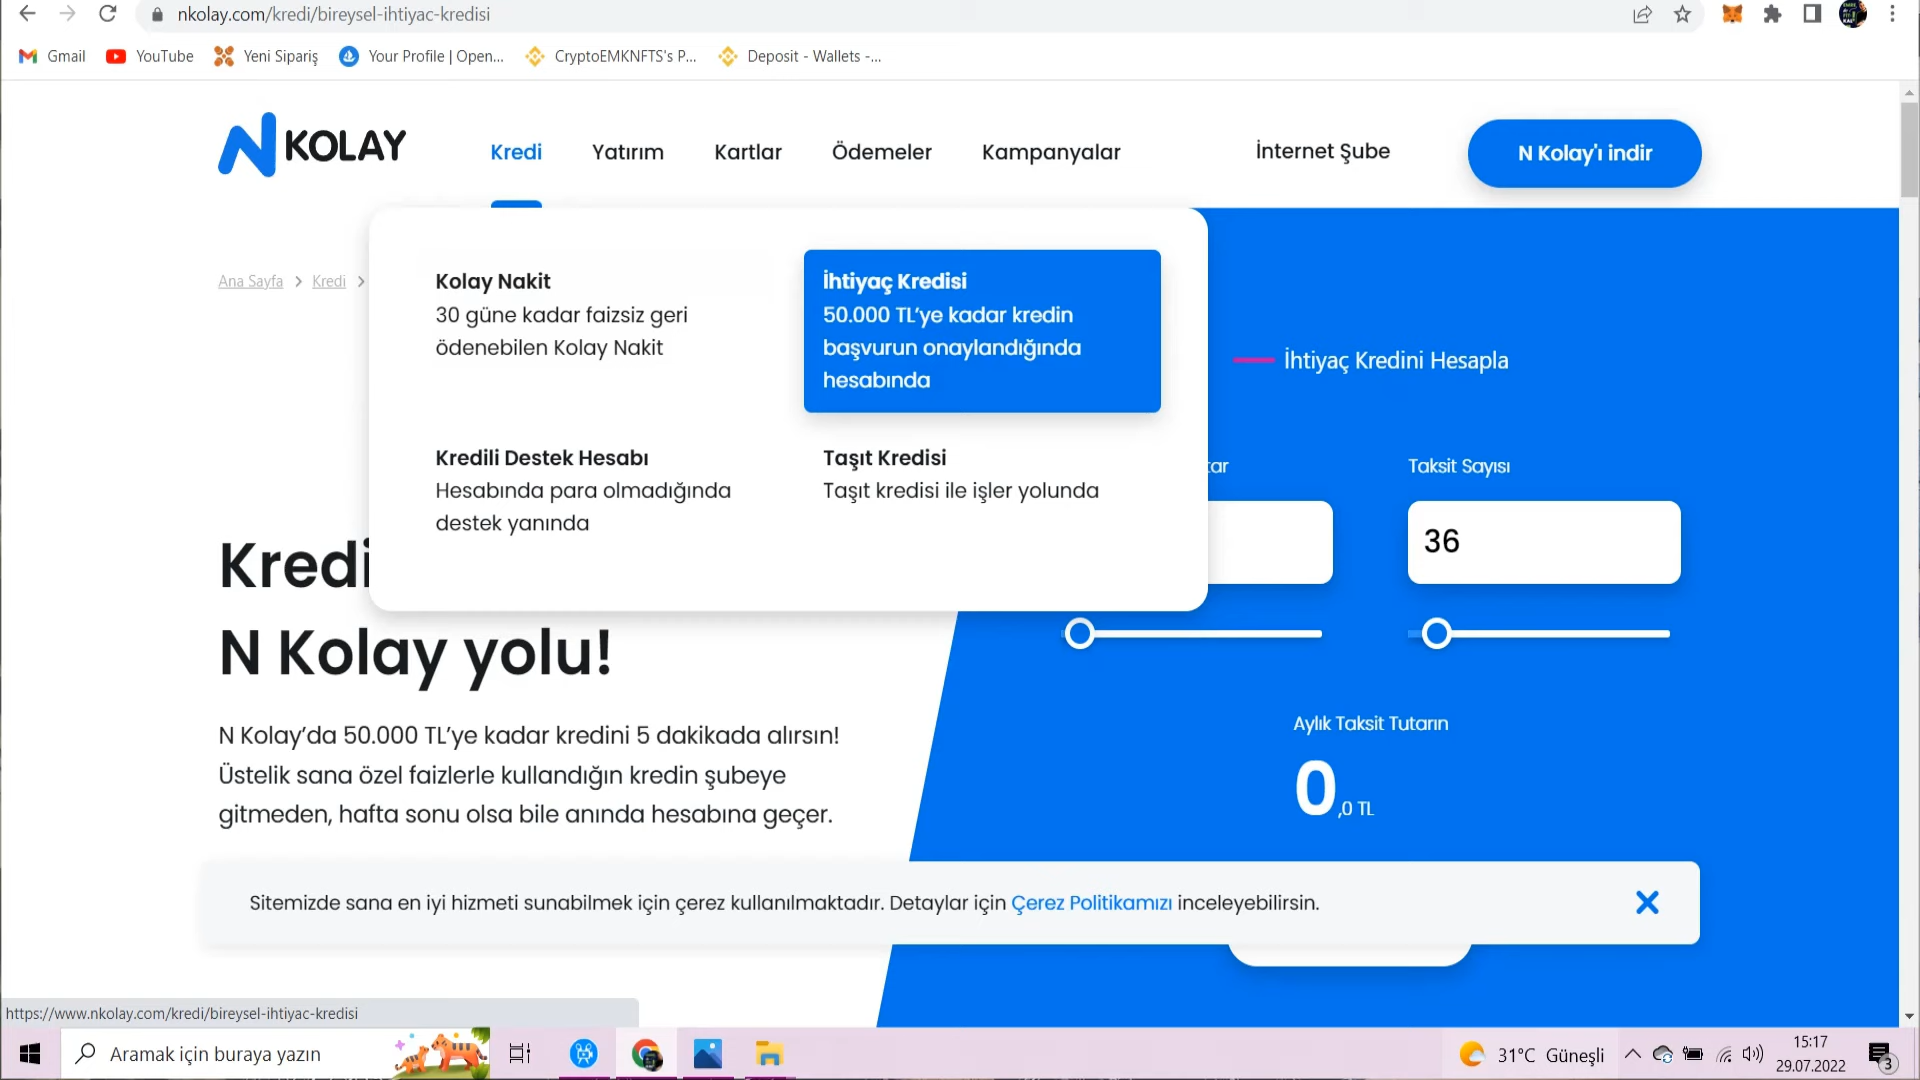 nkolay.com/kredi/bireysel-ihtiyac-kredisi
Gmail
YouTube
Yeni Sipariş
Your Profile | Open...
CryptoEMKNFTS's P...
Deposit - Wallets -...
N KOLAY
Kredi
Yatırım
Kartlar
Ödemeler
Kampanyalar
İnternet Şube
N Kolay'ı indir
Ana Sayfa > Kredi >
Kolay Nakit
30 güne kadar faizsiz geri
ödenebilen Kolay Nakit
İhtiyaç Kredisi
50.000 TL’ye kadar kredin
başvurun onaylandığında
hesabında
Kredili Destek Hesabı
Hesabında para olmadığında
destek yanında
Taşıt Kredisi
Taşıt kredisi ile işler yolunda
İhtiyaç Kredini Hesapla
tar
Taksit Sayısı
36
Kredi
N Kolay yolu!
N Kolay’da 50.000 TL’ye kadar kredini 5 dakikada alırsın!
Üstelik sana özel faizlerle kullandığın kredin şubeye
gitmeden, hafta sonu olsa bile anında hesabına geçer.
Aylık Taksit Tutarın
0,0 TL
Sitemizde sana en iyi hizmeti sunabilmek için çerez kullanılmaktadır. Detaylar için Çerez Politikamızı inceleyebilirsin.
https://www.nkolay.com/kredi/bireysel-ihtiyac-kredisi
Aramak için buraya yazın
31°C Güneşli
15:17
29.07.2022
3